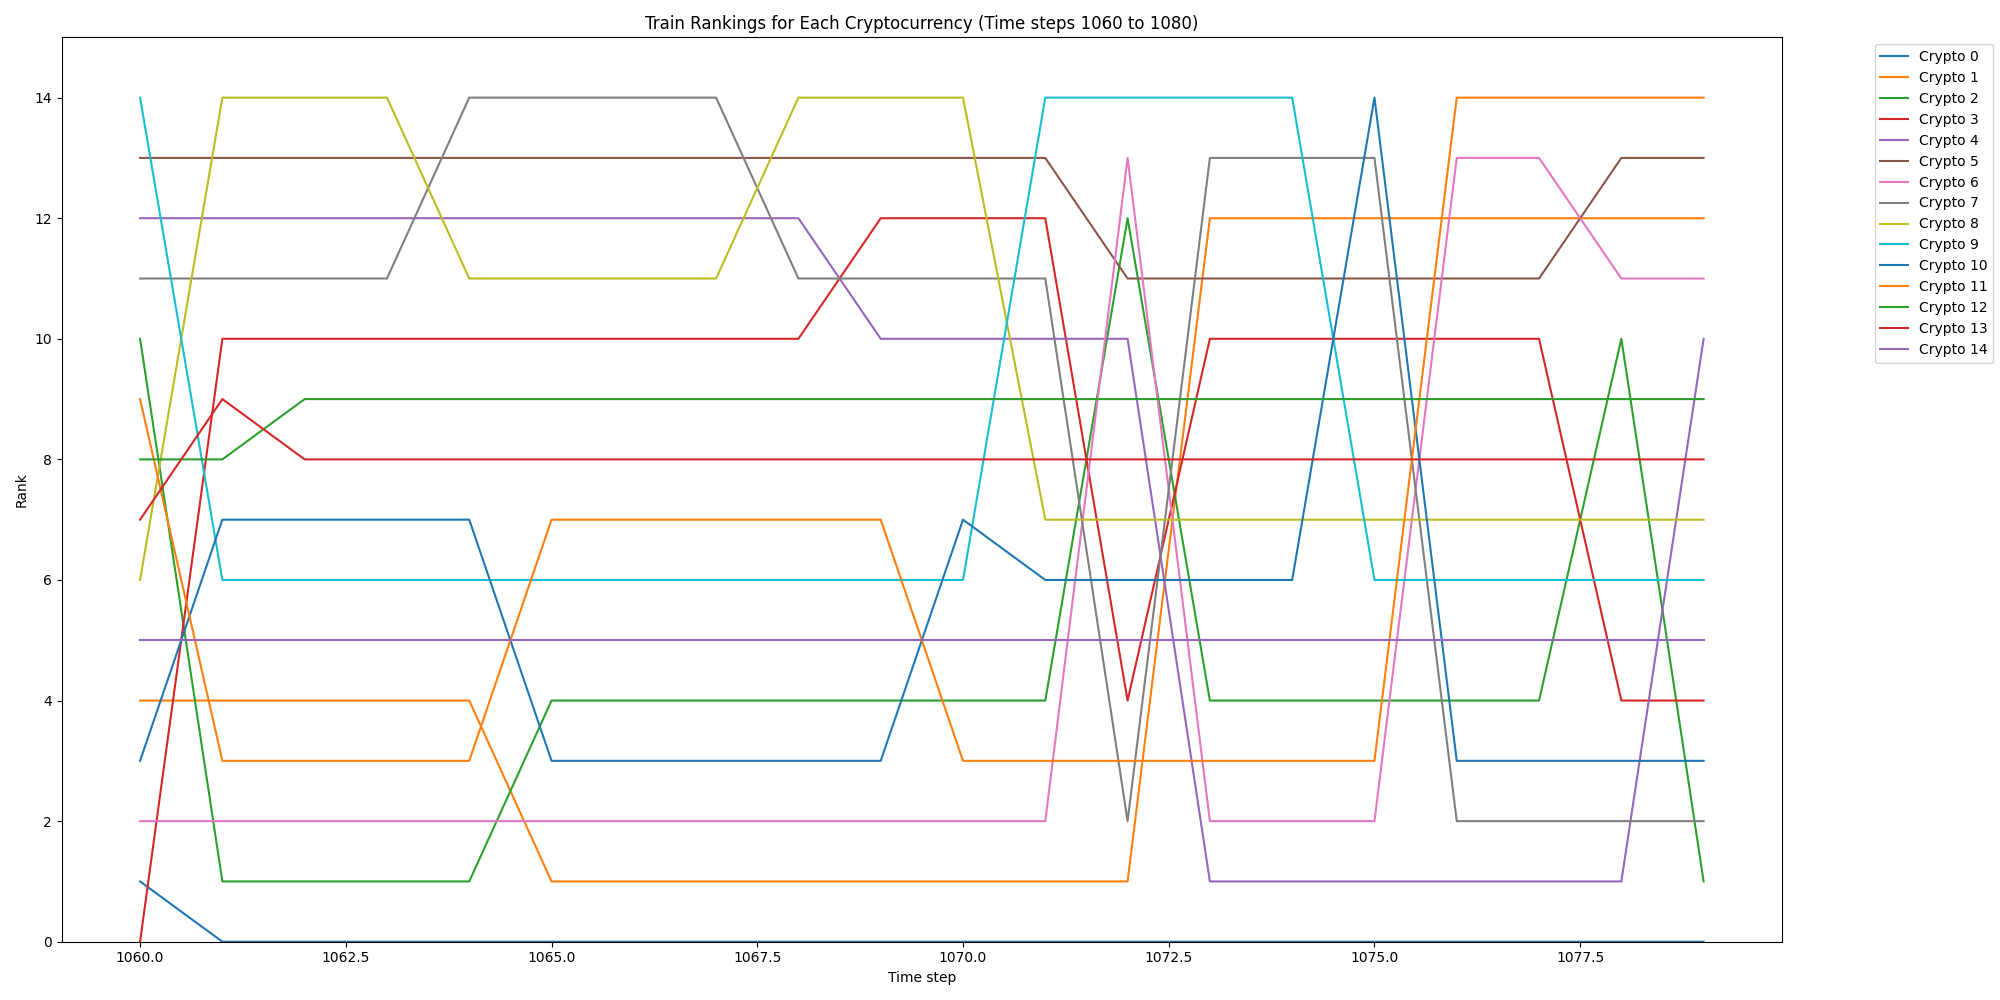 Train Rankings for Each Cryptocurrency (Time steps 1060 to 1080)
Rank
14
12
10
8
6
4
2
0
1060.0 1062.5 1065.0 1067.5 1070.0 1072.5 1075.0 1077.5
Time step
Crypto 0
Crypto 1
Crypto 2
Crypto 3
Crypto 4
Crypto 5
Crypto 6
Crypto 7
Crypto 8
Crypto 9
Crypto 10
Crypto 11
Crypto 12
Crypto 13
Crypto 14